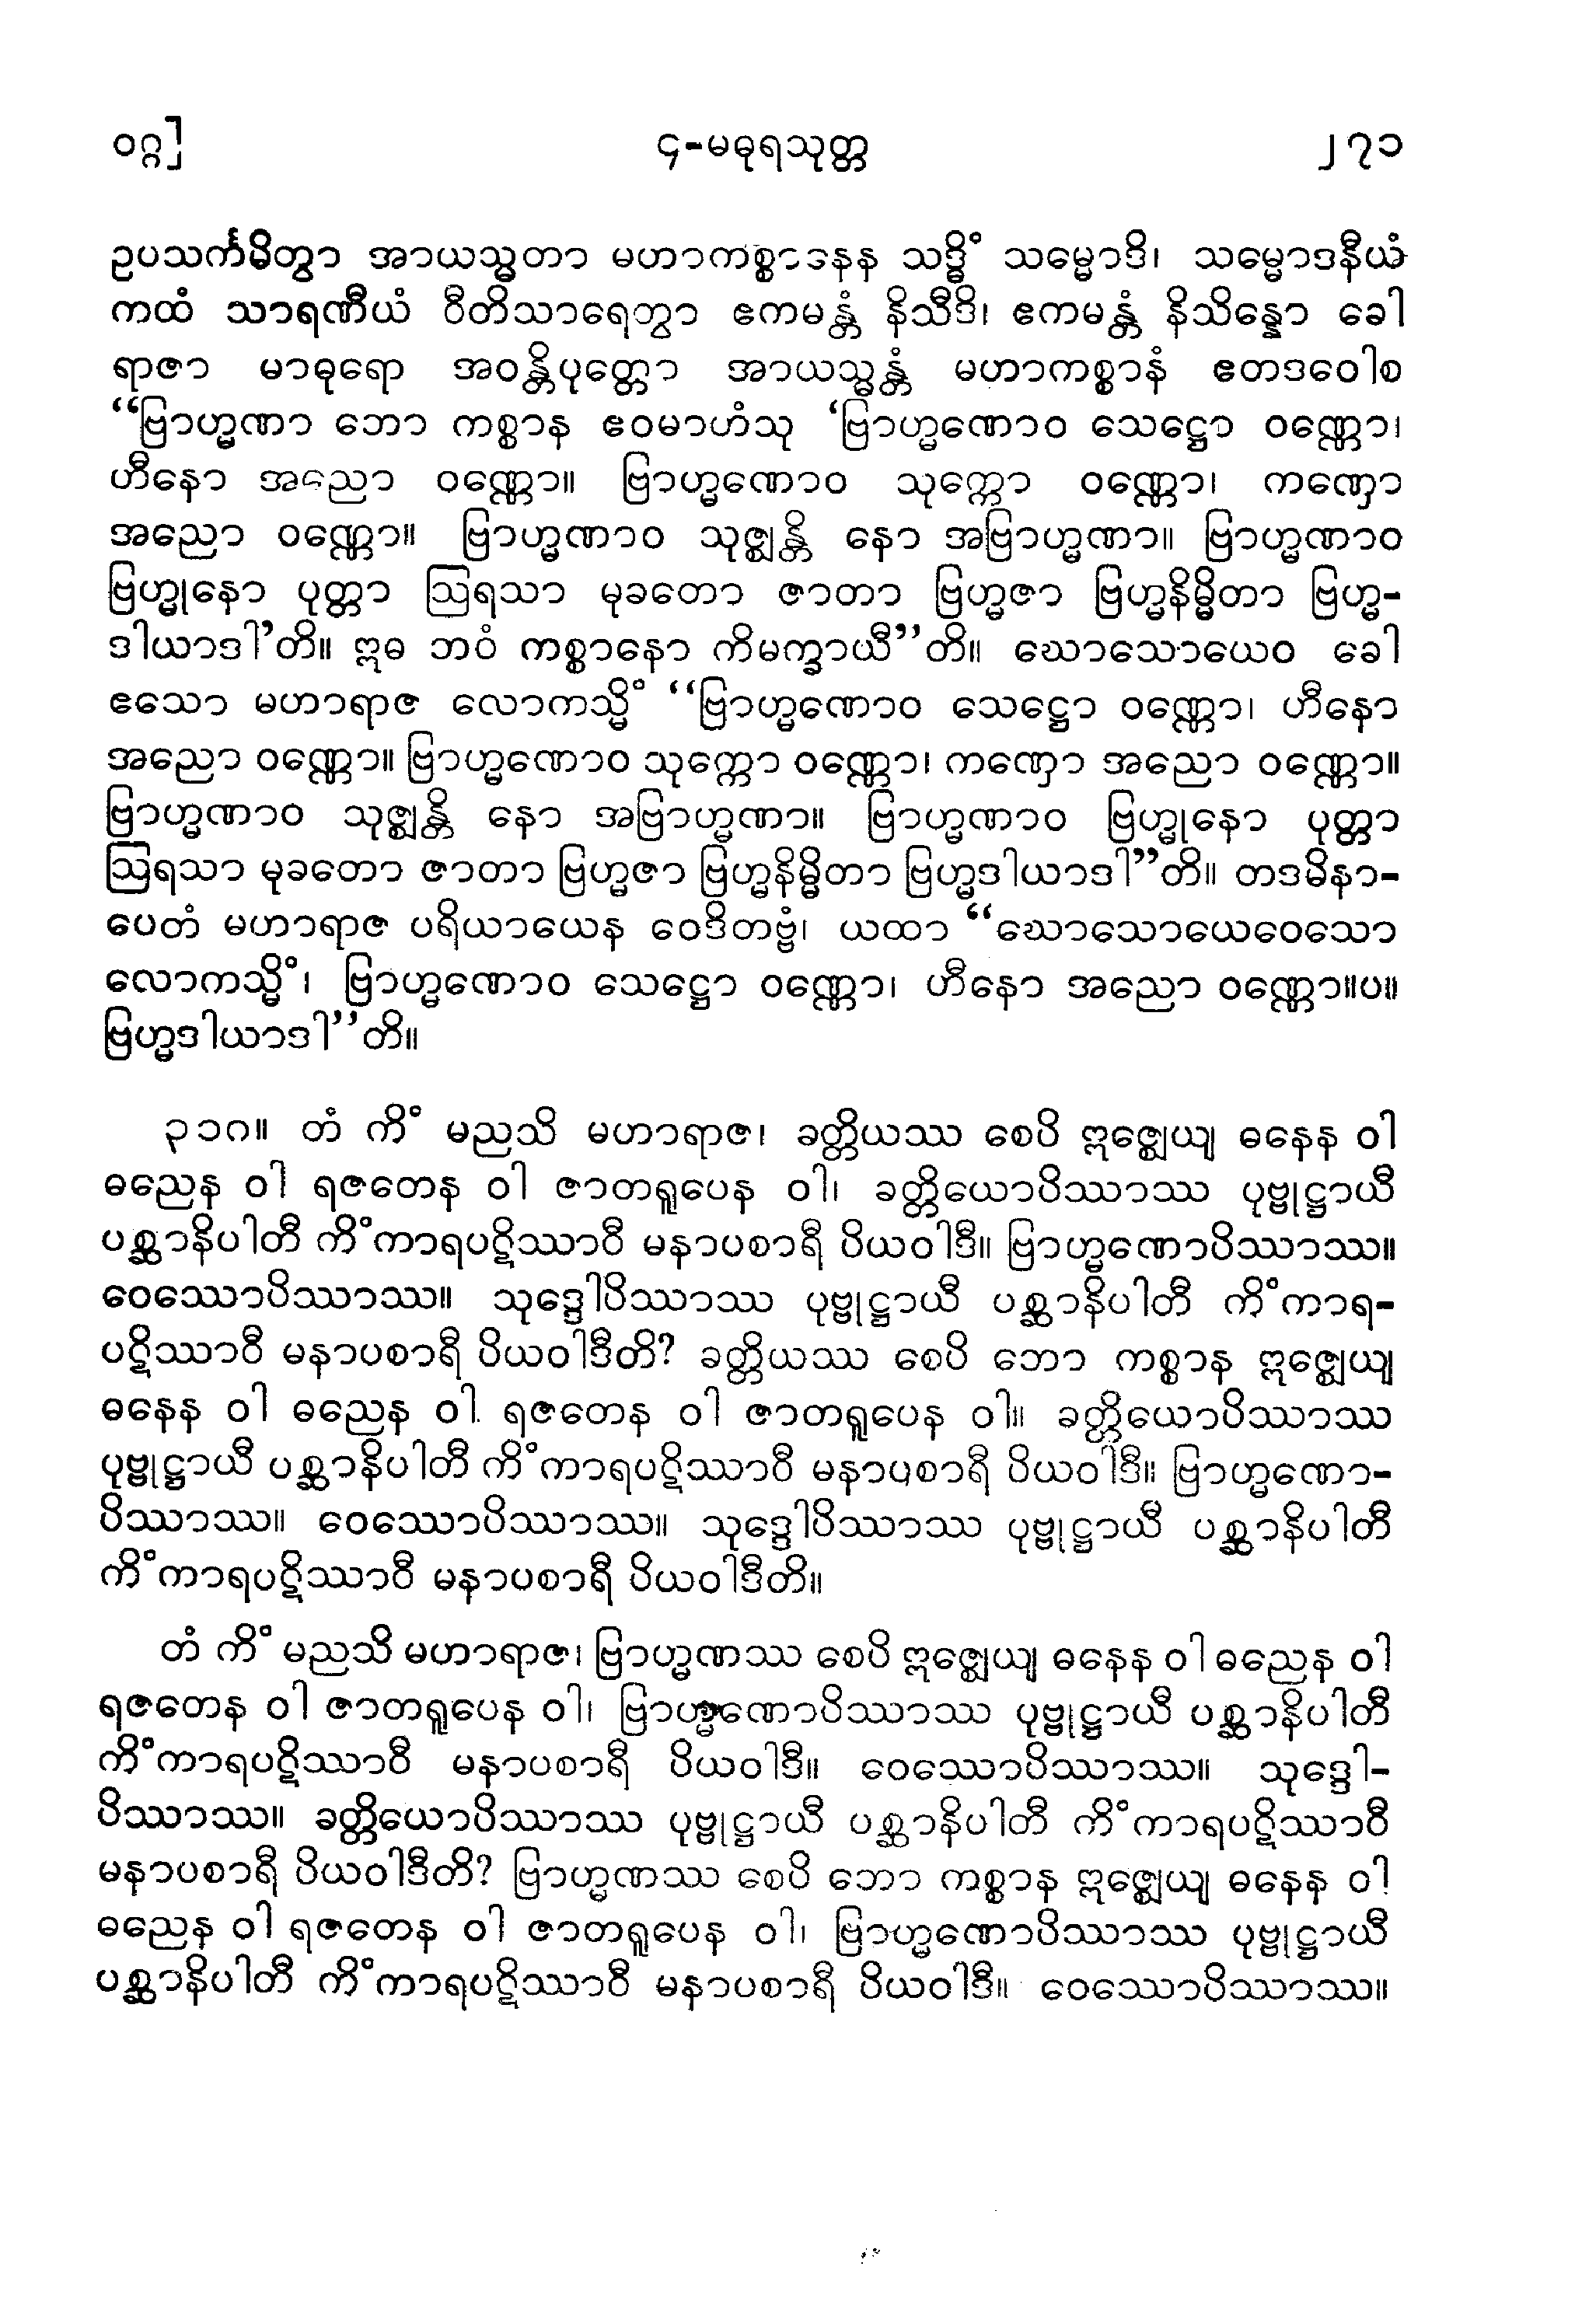 ဝဂ္ဂ]
၄-မဓုရသုတ္တ
၂၇၁
ဥပသင်္ကမိတွာ အာယသ္မတာ မဟာကစ္စာနေန သဒ္ဓိံ သမ္မောဒိ၊ သမ္မောဒနီယံ
ကထံ သာရဏီယံ ဝီတိသာရေတွာ ဧကမန္တံ နိသီဒိ၊ ဧကမန္တံ နိသိန္နော ခေါ
ရာဇာ မာဓုရော အဝန္တိပုတ္တော အာယသ္မန္တံ မဟာကစ္စာနံ ဧတဒဝေါစ
“ဗြာဟ္မဏာ ဘော ကစ္စာန ဧဝမာဟံသု ‘ဗြာဟ္မဏောဝ သေဋ္ဌော ဝဏ္ဏော၊
ဟီနော အညော ဝဏ္ဏော။ ဗြာဟ္မဏောဝ သုက္ကော ဝဏ္ဏော၊ ကဏှော
အညော ဝဏ္ဏော။ ဗြာဟ္မဏာဝ သုဇ္ဈန္တိ နော အဗြာဟ္မဏာ။ ဗြာဟ္မဏာဝ
ဗြဟ္မုနော ပုတ္တာ ဩရသာ မုခတော ဇာတာ ဗြဟ္မဇာ ဗြဟ္မနိမ္မိတာ ဗြဟ္မ-
ဒါယာဒါ’တိ။ ဣဓ ဘဝံ ကစ္စာနော ကိမက္ခာယီ”တိ။ ဃောသောယေဝ ခေါ
ဧသော မဟာရာဇ လောကသ္မိံ “ဗြာဟ္မဏောဝ သေဋ္ဌော ဝဏ္ဏော၊ ဟီနော
အညော ဝဏ္ဏော။ ဗြာဟ္မဏောဝ သုက္ကော ဝဏ္ဏော၊ ကဏှော အညော ဝဏ္ဏော။
ဗြာဟ္မဏာဝ သုဇ္ဈန္တိ နော အဗြာဟ္မဏာ။ ဗြာဟ္မဏာဝ ဗြဟ္မုနော ပုတ္တာ
ဩရသာ မုခတော ဇာတာ ဗြဟ္မဇာ ဗြဟ္မနိမ္မိတာ ဗြဟ္မဒါယာဒါ”တိ။ တဒမိနာ-
ပေတံ မဟာရာဇ ပရိယာယေန ဝေဒိတဗ္ဗံ၊ ယထာ “ဃောသောယေဝေသော
လောကသ္မိံ၊ ဗြာဟ္မဏောဝ သေဋ္ဌော ဝဏ္ဏော၊ ဟီနော အညော ဝဏ္ဏော။ပ။
ဗြဟ္မဒါယာဒါ”တိ။
၃၁၈။ တံ ကိံ မညသိ မဟာရာဇ၊ ခတ္တိယဿ စေပိ ဣဇ္ဈေယျ ဓနေန ဝါ
ဓညေန ဝါ ရဇတေန ဝါ ဇာတရူပေန ဝါ၊ ခတ္တိယောပိဿာဿ ပုဗ္ဗုဋ္ဌာယီ
ပစ္ဆာနိပါတီ ကိံကာရပဋိဿာဝီ မနာပစာရီ ပိယဝါဒီ။ ဗြာဟ္မဏောပိဿာဿ။
ဝေဿောပိဿာဿ။ သုဒ္ဒေါပိဿာဿ ပုဗ္ဗုဋ္ဌာယီ ပစ္ဆာနိပါတီ ကိံကာရ-
ပဋိဿာဝီ မနာပစာရီ ပိယဝါဒီတိ? ခတ္တိယဿ စေပိ ဘော ကစ္စာန ဣဇ္ဈေယျ
ဓနေန ဝါ ဓညေန ဝါ ရဇတေန ဝါ ဇာတရူပေန ဝါ။ ခတ္တိယောပိဿာဿ
ပုဗ္ဗုဋ္ဌာယီ ပစ္ဆာနိပါတီ ကိံကာရပဋိဿာဝီ မနာပစာရီ ပိယဝါဒီ။ ဗြာဟ္မဏော-
ပိဿာဿ။ ဝေဿောပိဿာဿ။ သုဒ္ဒေါပိဿာဿ ပုဗ္ဗုဋ္ဌာယီ ပစ္ဆာနိပါတီ
ကိံကာရပဋိဿာဝီ မနာပစာရီ ပိယဝါဒီတိ။
တံ ကိံ မညသိ မဟာရာဇ၊ ဗြာဟ္မဏဿ စေပိ ဣဇ္ဈေယျ ဓနေန ဝါ ဓညေန ဝါ
ရဇတေန ဝါ ဇာတရူပေန ဝါ၊ ဗြာဟ္မဏောပိဿာဿ ပုဗ္ဗုဋ္ဌာယီ ပစ္ဆာနိပါတီ
ကိံကာရပဋိဿာဝီ မနာပစာရီ ပိယဝါဒီ။ ဝေဿောပိဿာဿ။ သုဒ္ဒေါ-
ပိဿာဿ။ ခတ္တိယောပိဿာဿ ပုဗ္ဗုဋ္ဌာယီ ပစ္ဆာနိပါတီ ကိံကာရပဋိဿာဝီ
မနာပစာရီ ပိယဝါဒီတိ? ဗြာဟ္မဏဿ စေပိ ဘော ကစ္စာန ဣဇ္ဈေယျ ဓနေန ဝါ
ဓညေန ဝါ ရဇတေန ဝါ ဇာတရူပေန ဝါ၊ ဗြာဟ္မဏောပိဿာဿ ပုဗ္ဗုဋ္ဌာယီ
ပစ္ဆာနိပါတီ ကိံကာရပဋိဿာဝီ မနာပစာရီ ပိယဝါဒီ။ ဝေဿောပိဿာဿ။